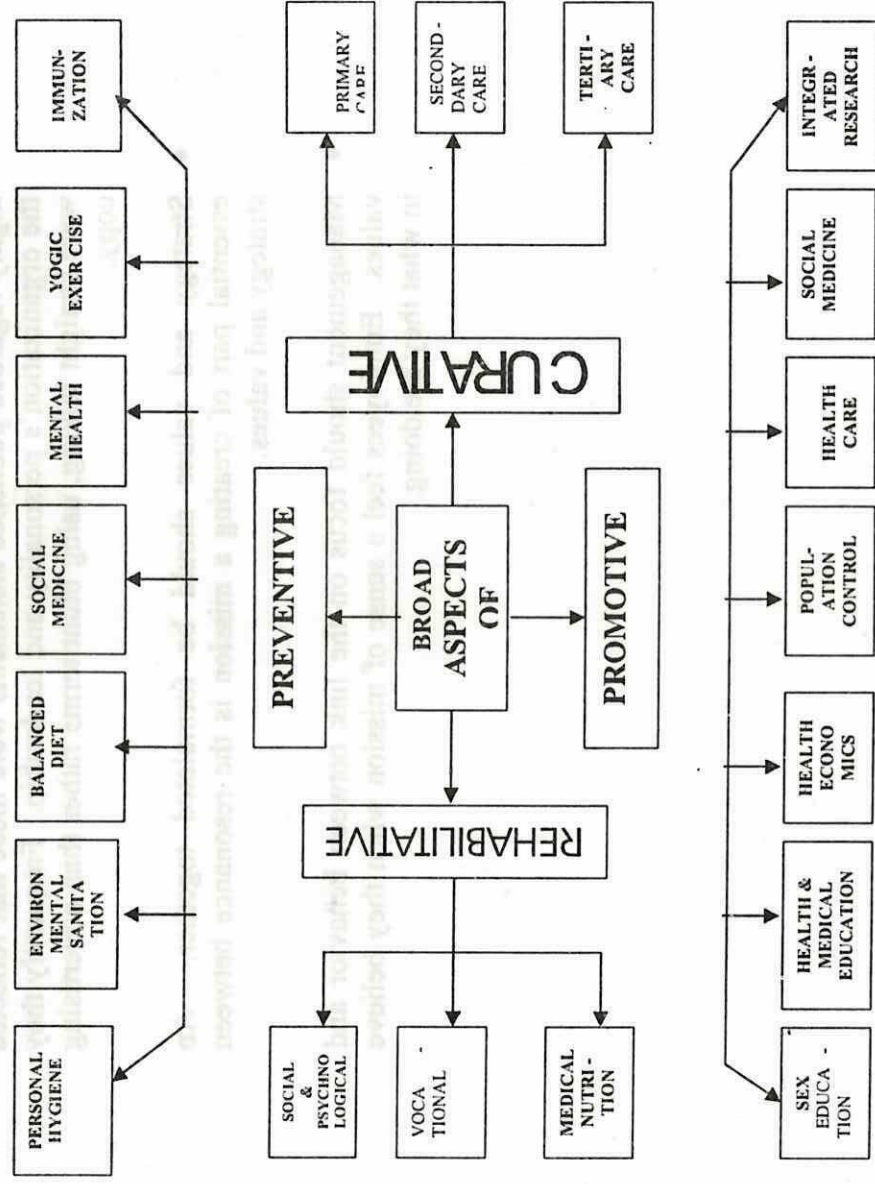 PERSONAL
HYGIENE
ENVIRON
MENTAL
SANITA
TION
BALANCED
DIET
SOCIAL
MEDICINE
MENTAL
HEALTH
YOGIC
EXER CISE
IMMUN-
ZATION
SOCIAL
&
PSYCHNO
LOGICAL
VOCA -
TIONAL
MEDICAL
NUTRI -
TION
REHABILITATIVE
PREVENTIVE
BROAD
ASPECTS
OF
PROMOTIVE
CURATIVE
PRIMARY
CARE
SECOND -
DARY
CARE
TERTI -
ARY
CARE
SEX
EDUCA -
TION
HEALTH &
MEDICAL
EDUCATION
HEALTH
ECONO
MICS
POPUL-
ATION
CONTROL
HEALTH
CARE
SOCIAL
MEDICINE
INTEGR -
ATED
RESEARCH